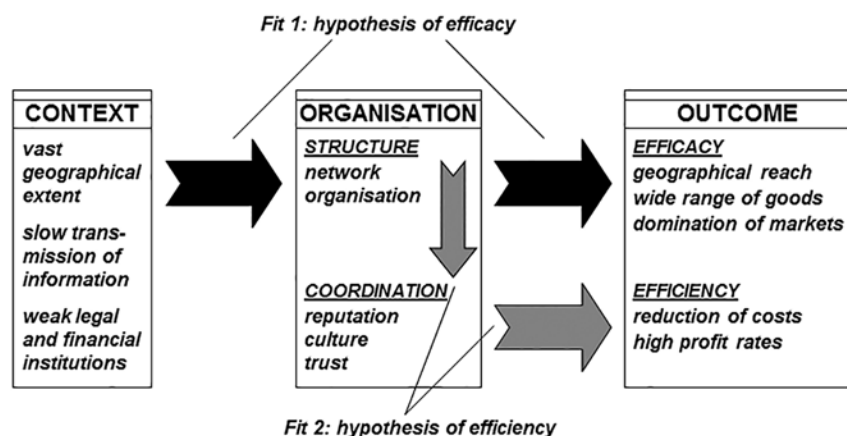 Fit 1: hypothesis of efficacy
CONTEXT
vast
geographical
extent
slow trans-
mission of
information
weak legal
and financial
institutions
ORGANISATION
STRUCTURE
network
organisation
COORDINATION
reputation
culture
trust
OUTCOME
EFFICACY
geographical reach
wide range of goods
domination of markets
EFFICIENCY
reduction of costs
high profit rates
Fit 2: hypothesis of efficiency